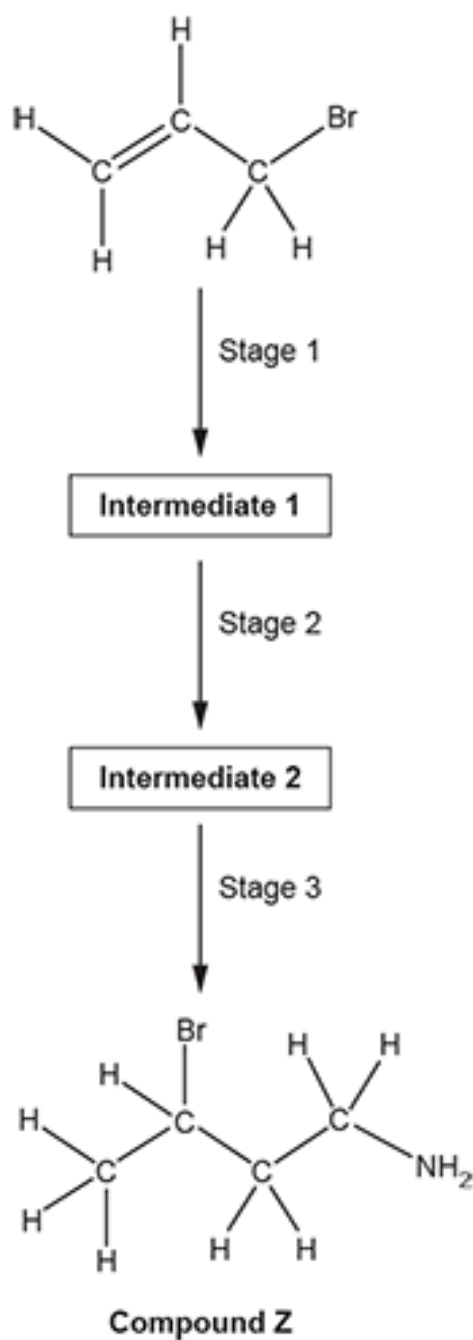 H
H Br
C
C C
H H H
Stage 1
Intermediate 1
Stage 2
Intermediate 2
Stage 3
Br H H
H
H C C
C C NH₂
H H H H
Compound Z